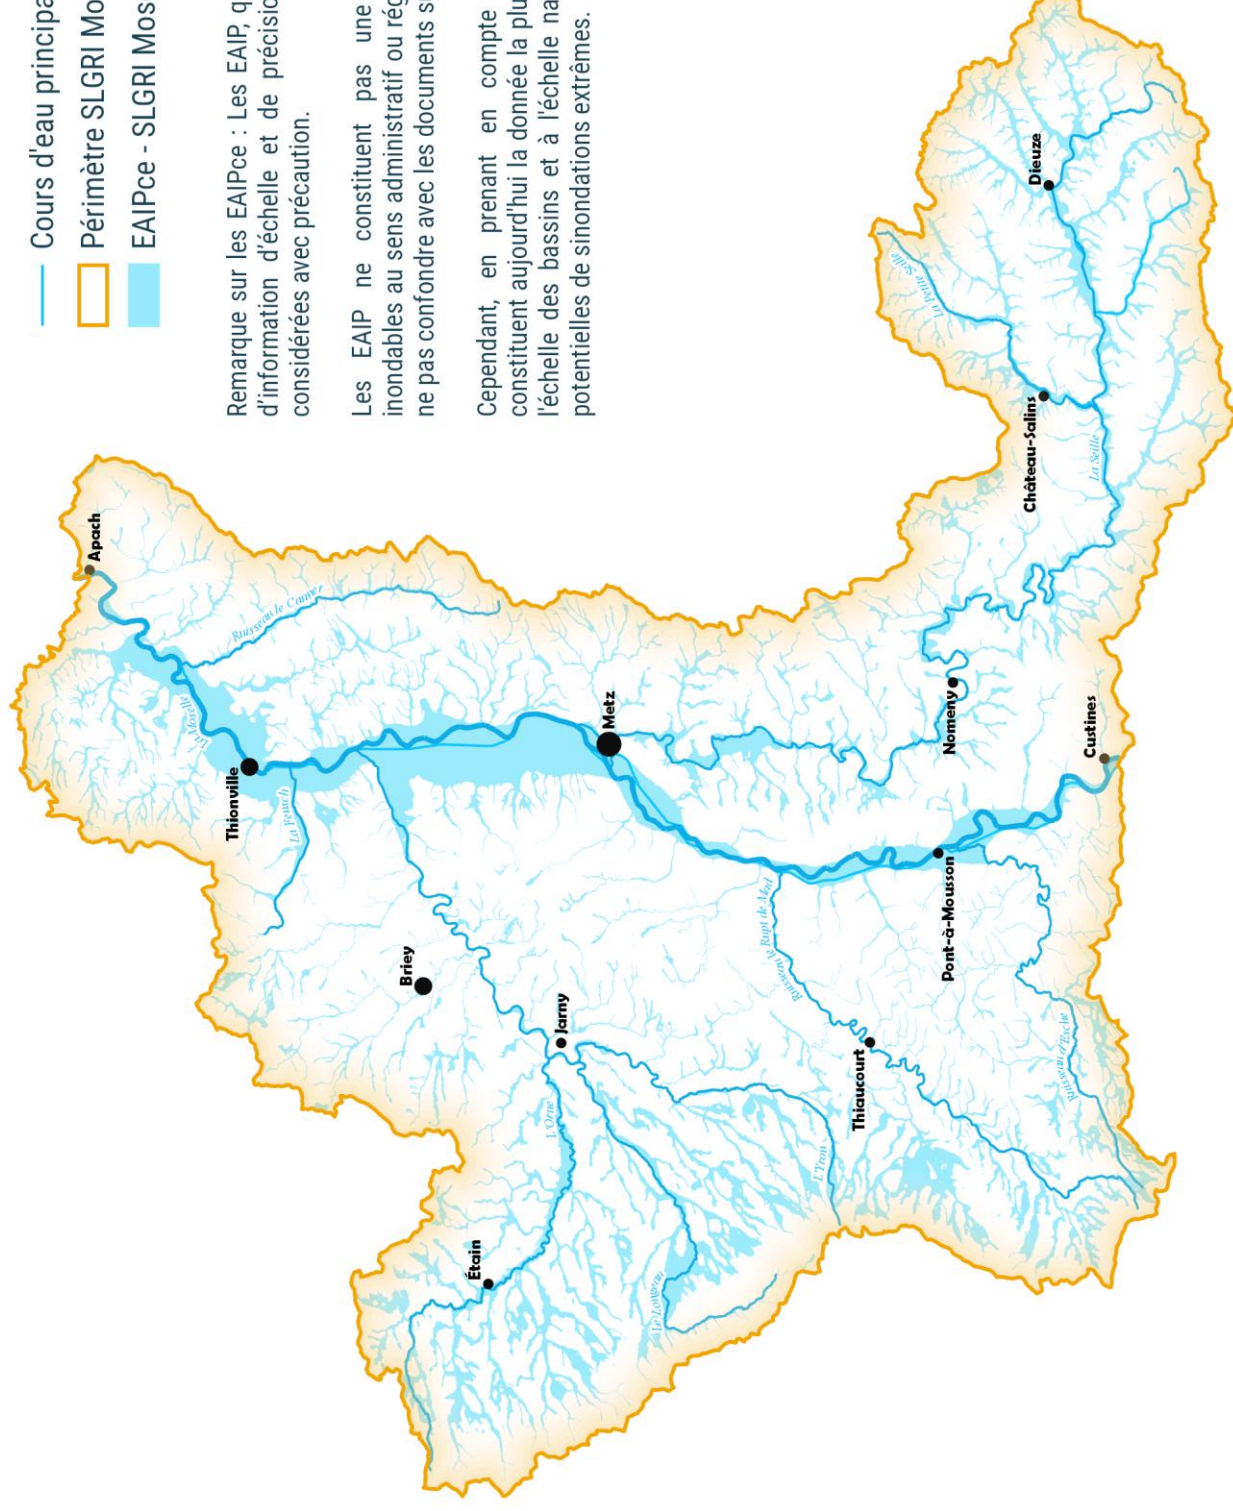 Cours d'eau principa
Périmètre SLGRI Mo
EAIPce - SLGRI Mos
Remarque sur les EAIPce : Les EAIP, q
d'information d'échelle et de précisio
considérées avec précaution.
Les EAIP ne constituent pas une
inondables au sens administratif ou rég
ne pas confondre avec les documents s
Cependant, en prenant en compte
constituent aujourd'hui la donnée la plu
l'échelle des bassins et à l'échelle na
potentielles de sinondations extrêmes.
Apach
La Moselle
Ruisseau le Canner
Thionville
La Fensch
Briey
Étain
L'Orne
Jarny
Metz
Le Longeau
Ruisseau le Rupt de Mad
L'Yron
Thiaucourt
La Petite Seille
Pont-à-Mousson
Nomeny
Château-Salins
Dieuze
Ruisseau d'Esche
La Seille
Custines